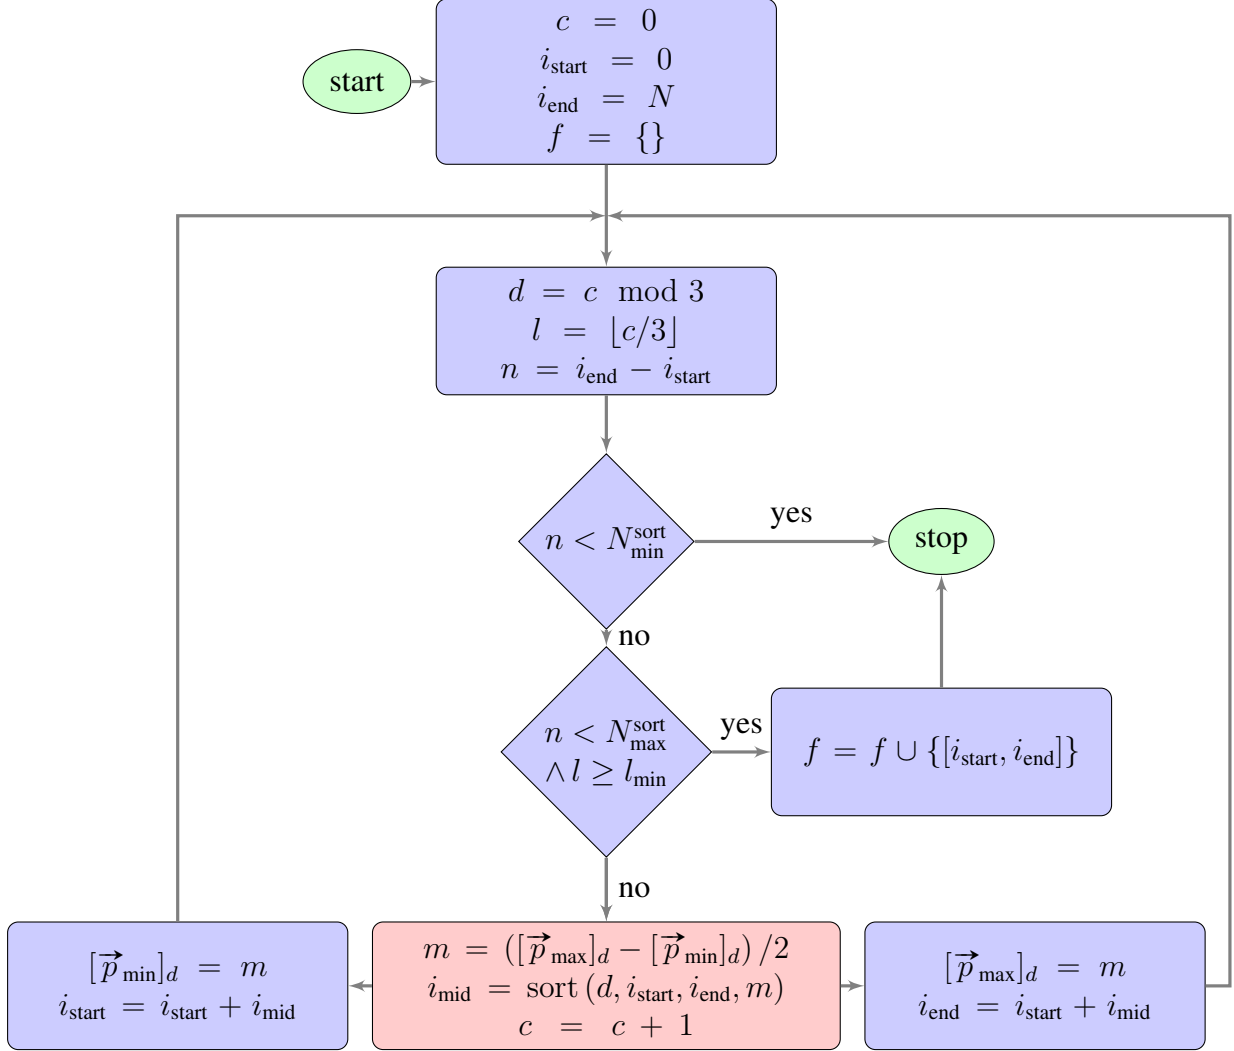 start
c = 0
i_start = 0
i_end = N
f = {}
d = c mod 3
l = ⌊c/3⌋
n = i_end − i_start
n < N_min^sort
yes
stop
no
n < N_max^sort
∧ l ≥ l_min
yes
f = f ∪ {[i_start, i_end]}
no
[p⃗_min]_d = m
i_start = i_start + i_mid
m = ([p⃗_max]_d − [p⃗_min]_d) /2
i_mid = sort (d, i_start, i_end, m)
c = c + 1
[p⃗_max]_d = m
i_end = i_start + i_mid